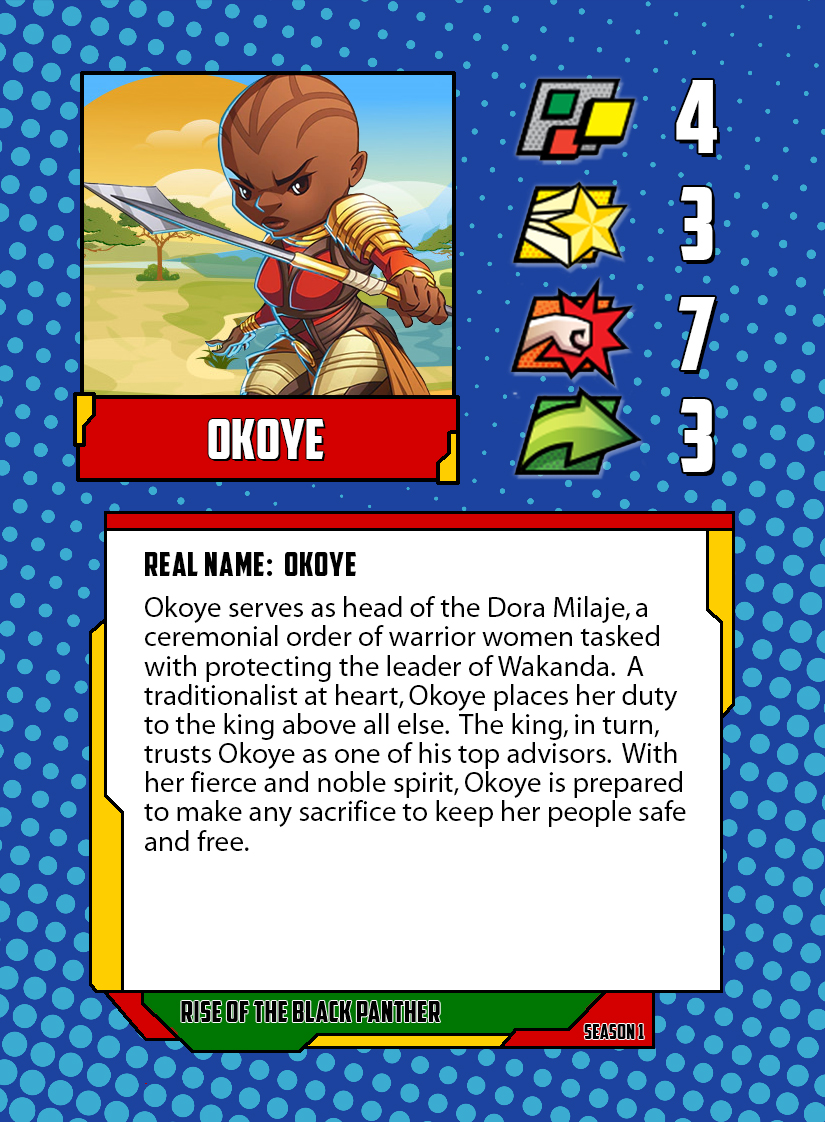 4
3
7
3
OKOYE
REAL NAME: OKOYE
Okoye serves as head of the Dora Milaje, a
ceremonial order of warrior women tasked
with protecting the leader of Wakanda. A
traditionalist at heart, Okoye places her duty
to the king above all else. The king, in turn,
trusts Okoye as one of his top advisors. With
her fierce and noble spirit, Okoye is prepared
to make any sacrifice to keep her people safe
and free.
RISE OF THE BLACK PANTHER
SEASON 1